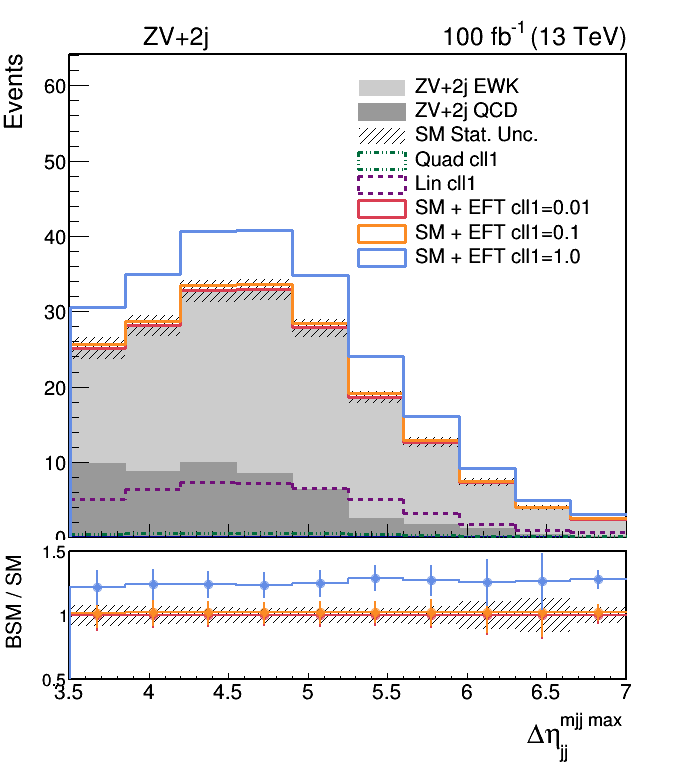 ZV+2j
100 fb-1 (13 TeV)
Events
60
50
40
30
20
10
0
ZV+2j EWK
ZV+2j QCD
SM Stat. Unc.
Quad cll1
Lin cll1
SM + EFT cll1=0.01
SM + EFT cll1=0.1
SM + EFT cll1=1.0
BSM / SM
1.5
1
0.5
3.5 4 4.5 5 5.5 6 6.5 7
Δη_jj^mjj max